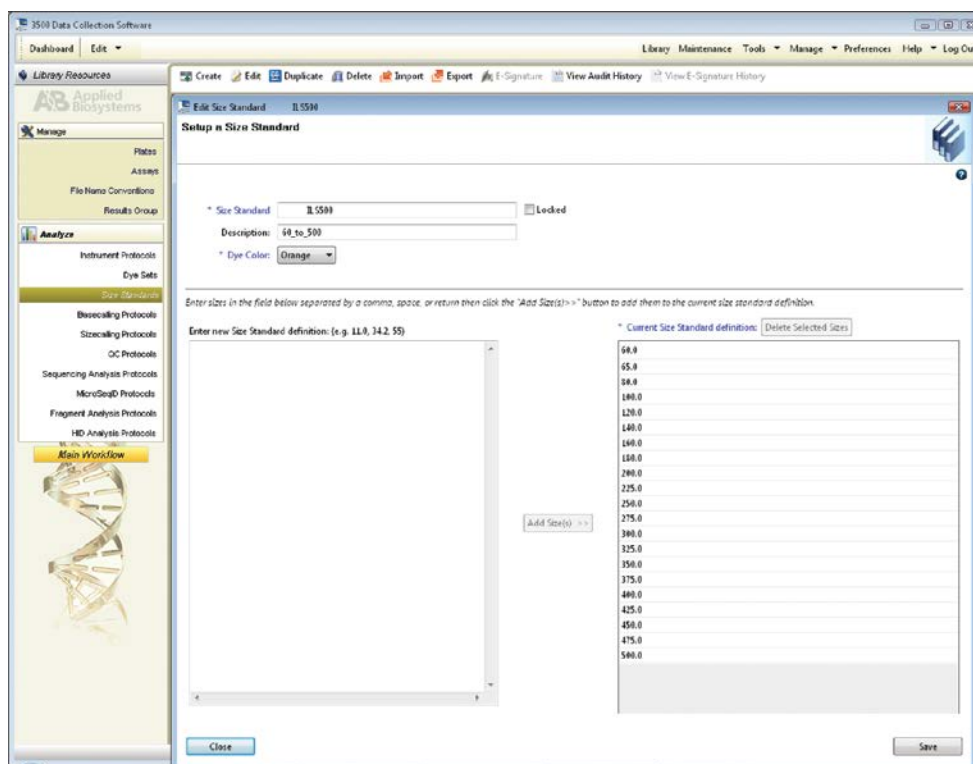 3500 Data Collection Software
Dashboard Edit Library Maintenance Tools Manage Preferences Help Log Out
Library Resources
Create Edit Duplicate Delete Import Export E-Signature View Audit History View E-Signature History
AB Applied Biosystems
Edit Size Standard ILS500
Setup a Size Standard
Manage
Plates
Assays
File Name Conventions
Results Group
Analyze
Instrument Protocols
Dye Sets
Size Standards
Basecalling Protocols
Sizecalling Protocols
QC Protocols
Sequencing Analysis Protocols
MicroSeqID Protocols
Fragment Analysis Protocols
HID Analysis Protocols
Main Workflow
* Size Standard ILS500 Locked
Description: 60_to_500
* Dye Color: Orange
Enter sizes in the field below separated by a comma, space, or return then click the "Add Size(s)>>" button to add them to the current size standard definition.
Enter new Size Standard definition: (e.g. 11.0, 34.2, 55)
* Current Size Standard definition: Delete Selected Sizes
60.0
65.0
80.0
100.0
120.0
140.0
160.0
180.0
200.0
225.0
250.0
275.0
300.0
325.0
350.0
375.0
400.0
425.0
450.0
475.0
500.0
Add Size(s) >>
Close
Save